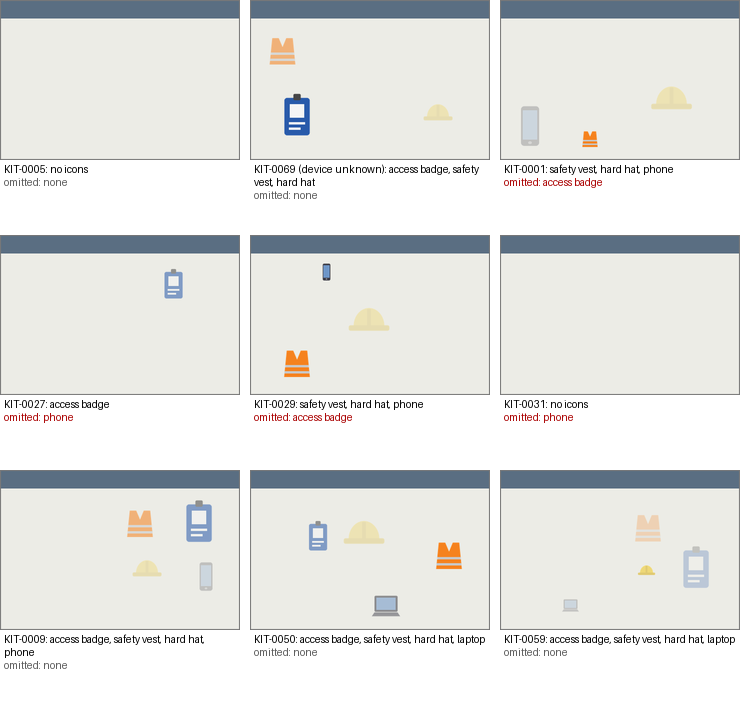 KIT-0005: no icons
omitted: none
KIT-0069 (device unknown): access badge, safety
vest, hard hat
omitted: none
KIT-0001: safety vest, hard hat, phone
omitted: access badge
KIT-0027: access badge
omitted: phone
KIT-0029: safety vest, hard hat, phone
omitted: access badge
KIT-0031: no icons
omitted: phone
KIT-0009: access badge, safety vest, hard hat,
phone
omitted: none
KIT-0050: access badge, safety vest, hard hat, laptop
omitted: none
KIT-0059: access badge, safety vest, hard hat, laptop
omitted: none